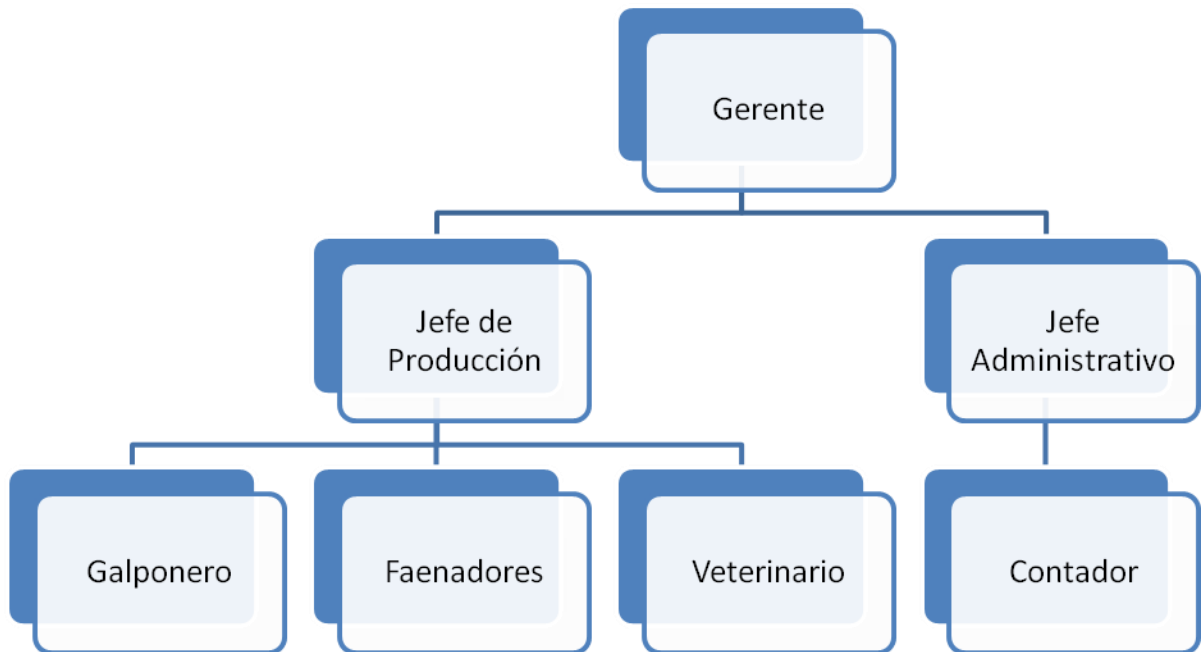 Gerente
Jefe de
Producción
Jefe
Administrativo
Galponero
Faenadores
Veterinario
Contador